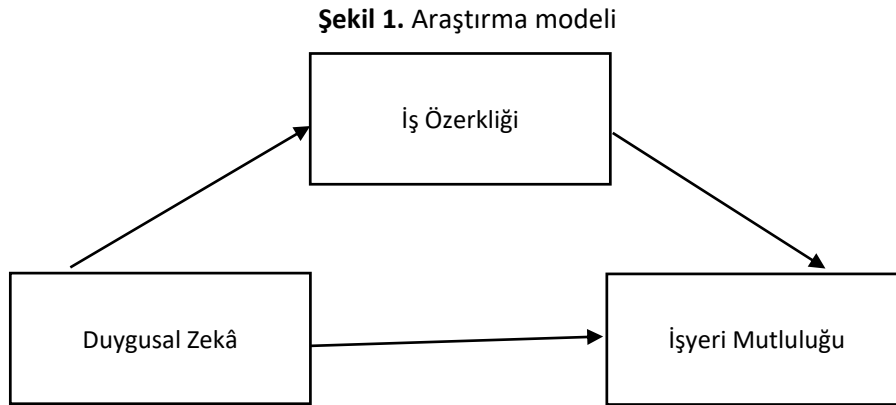 Şekil 1. Araştırma modeli
İş Özerkliği
Duygusal Zekâ
İşyeri Mutluluğu